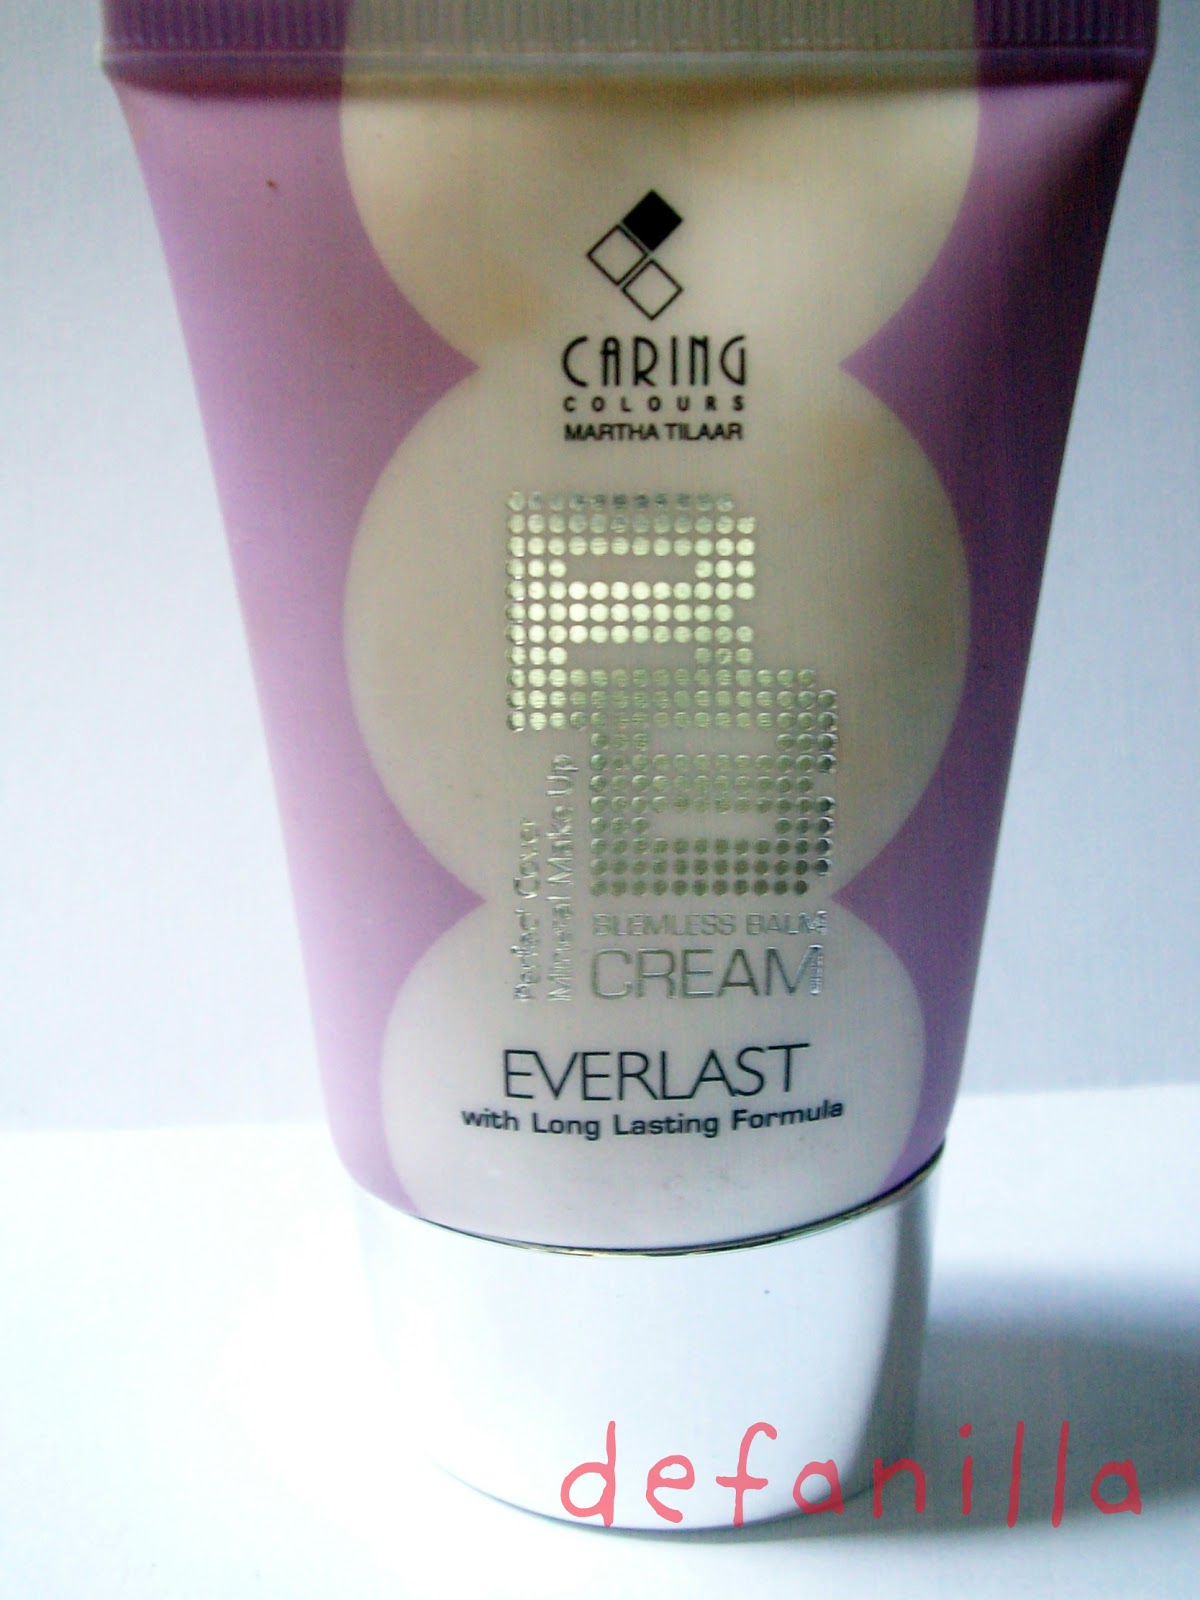 CARING
COLOURS
MARTHA TILAAR
BB
Perfect Cover
Mineral Make Up
BLEMLESS BALM
CREAM
EVERLAST
with Long Lasting Formula
defanilla